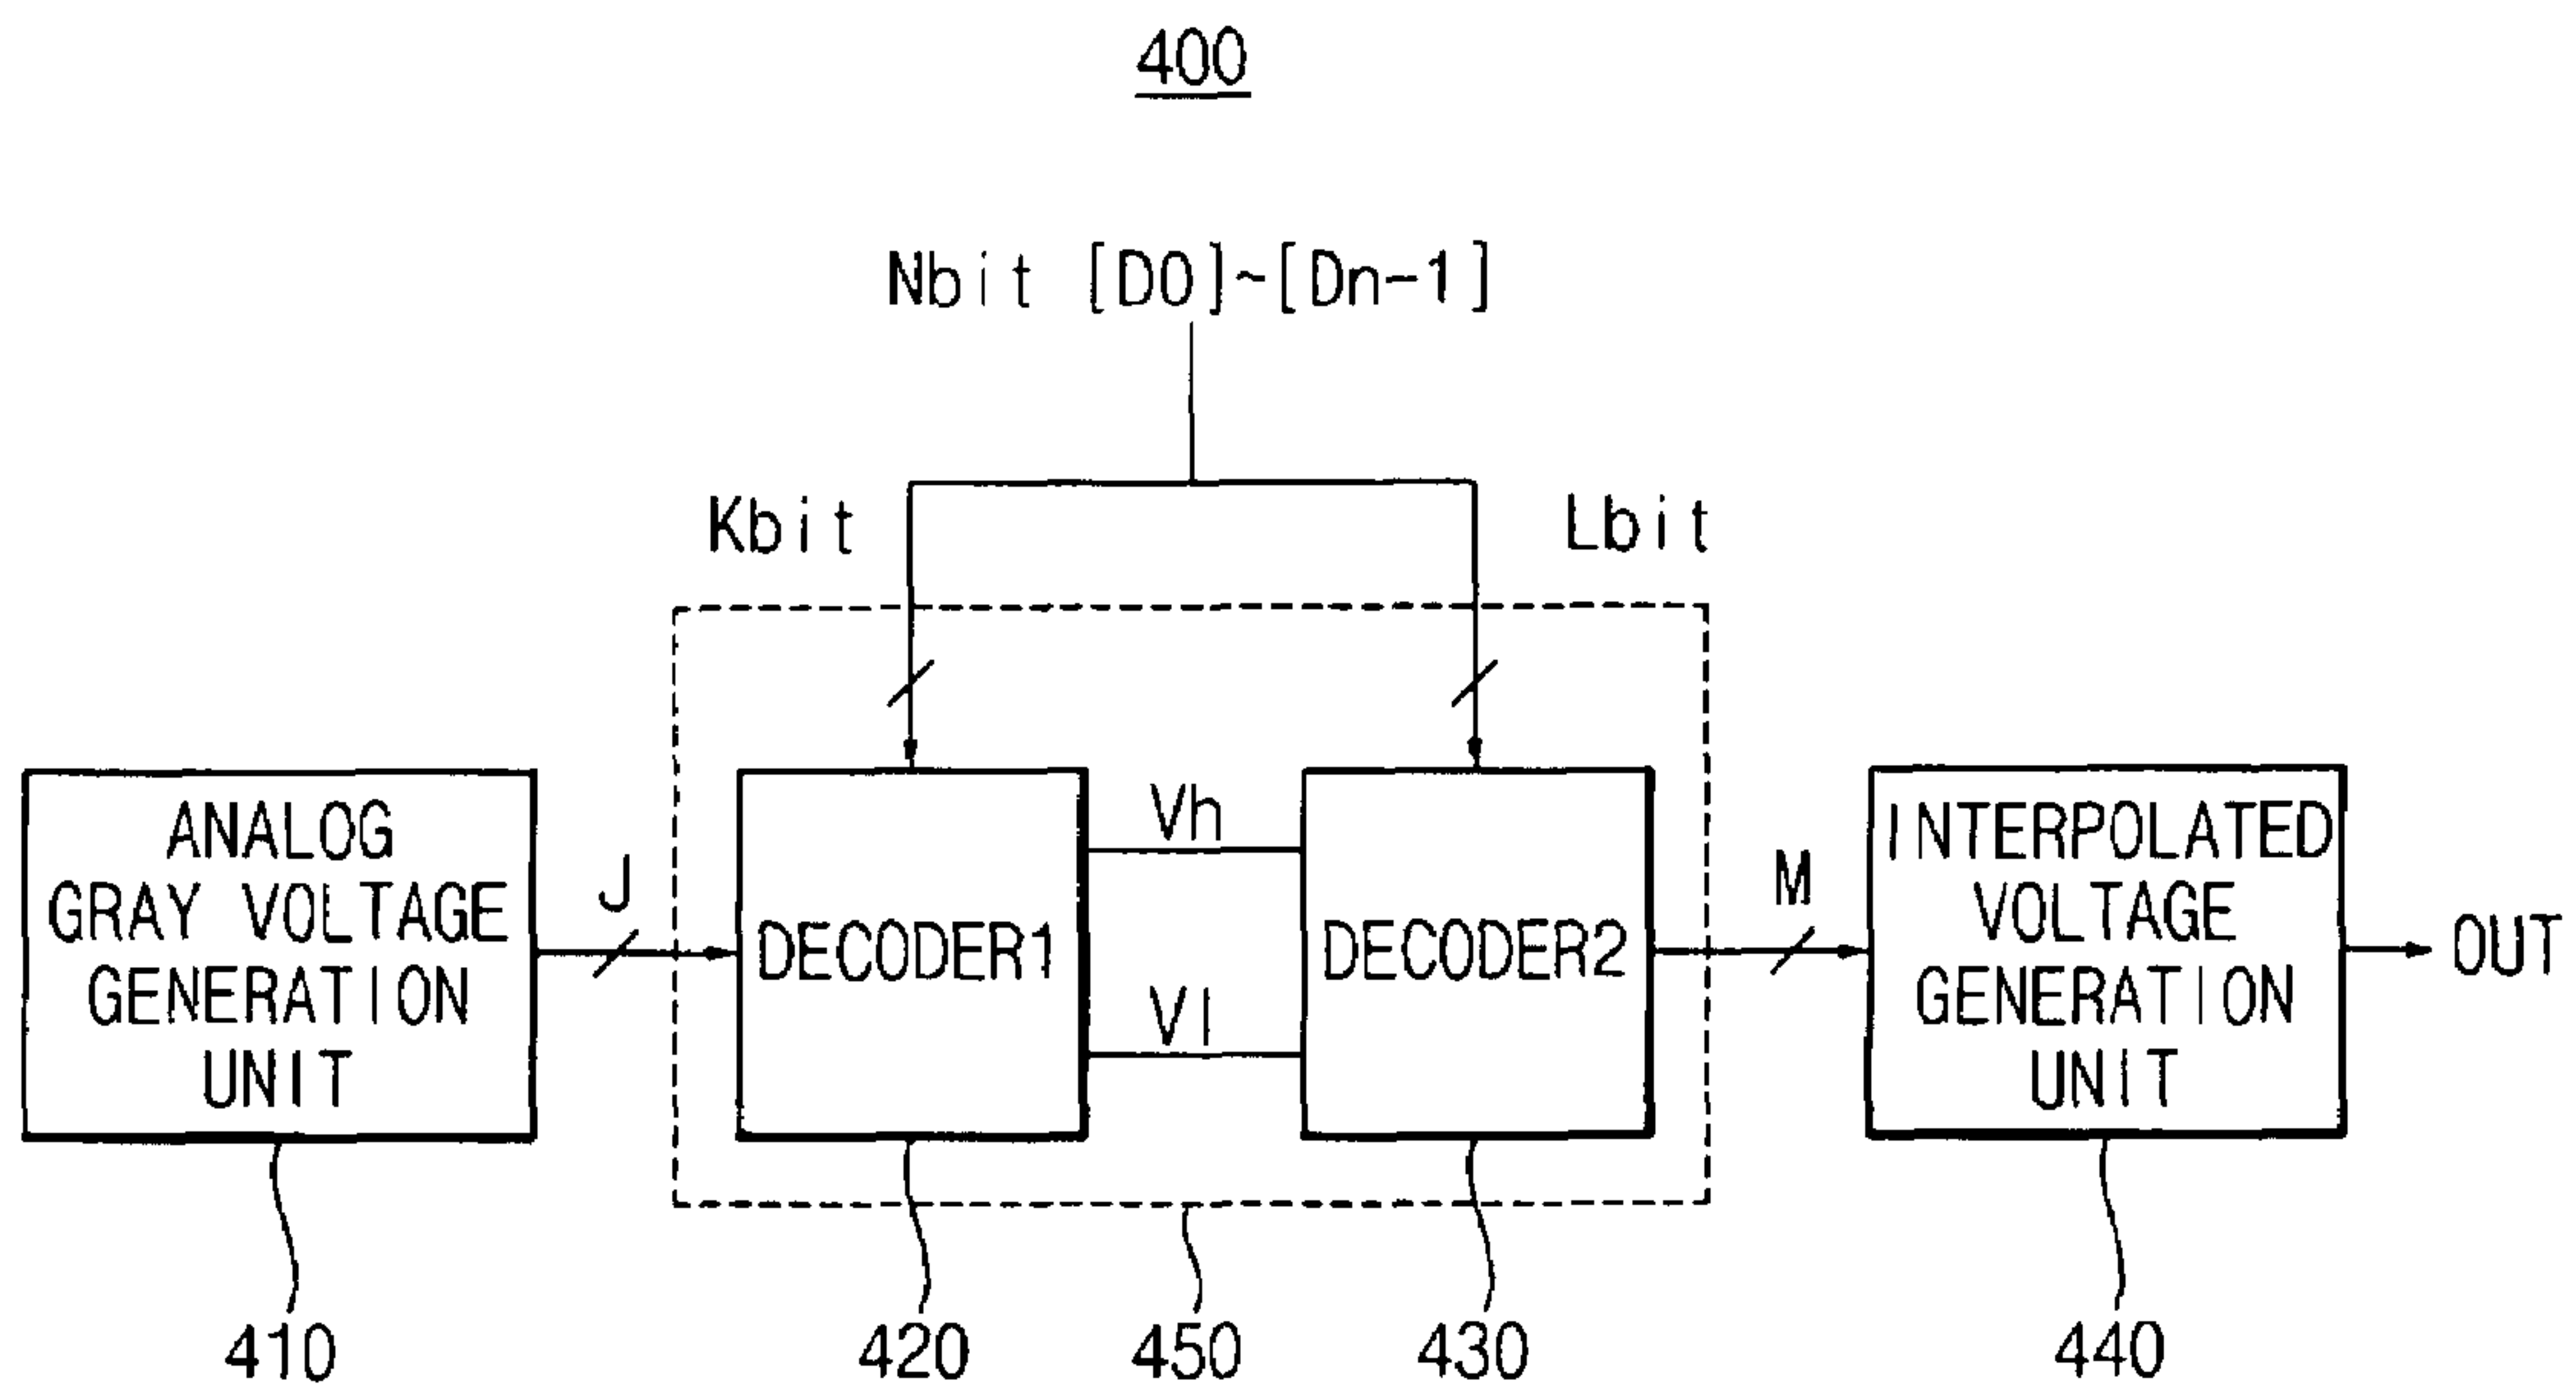 400
Nbit [D0]~[Dn-1]
Kbit
Lbit
ANALOG
GRAY VOLTAGE
GENERATION
UNIT
J
DECODER1
Vh
Vl
DECODER2
M
INTERPOLATED
VOLTAGE
GENERATION
UNIT
OUT
410
420
450
430
440